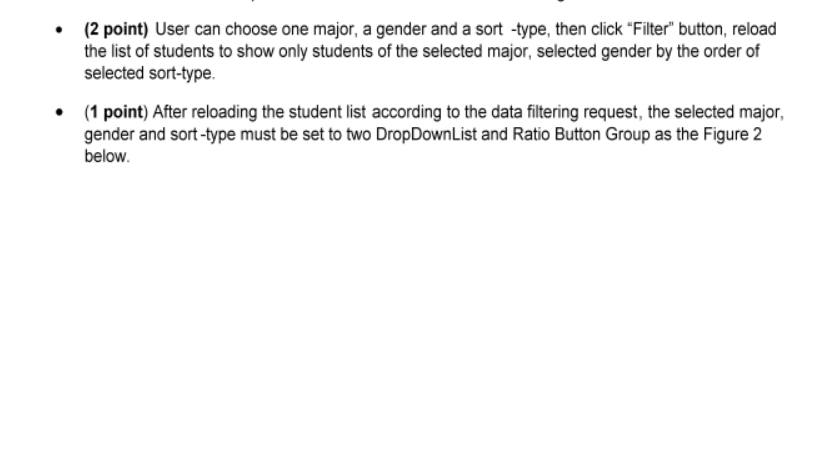 • (2 point) User can choose one major, a gender and a sort -type, then click “Filter” button, reload
the list of students to show only students of the selected major, selected gender by the order of
selected sort-type.
• (1 point) After reloading the student list according to the data filtering request, the selected major,
gender and sort-type must be set to two DropDownList and Ratio Button Group as the Figure 2
below.